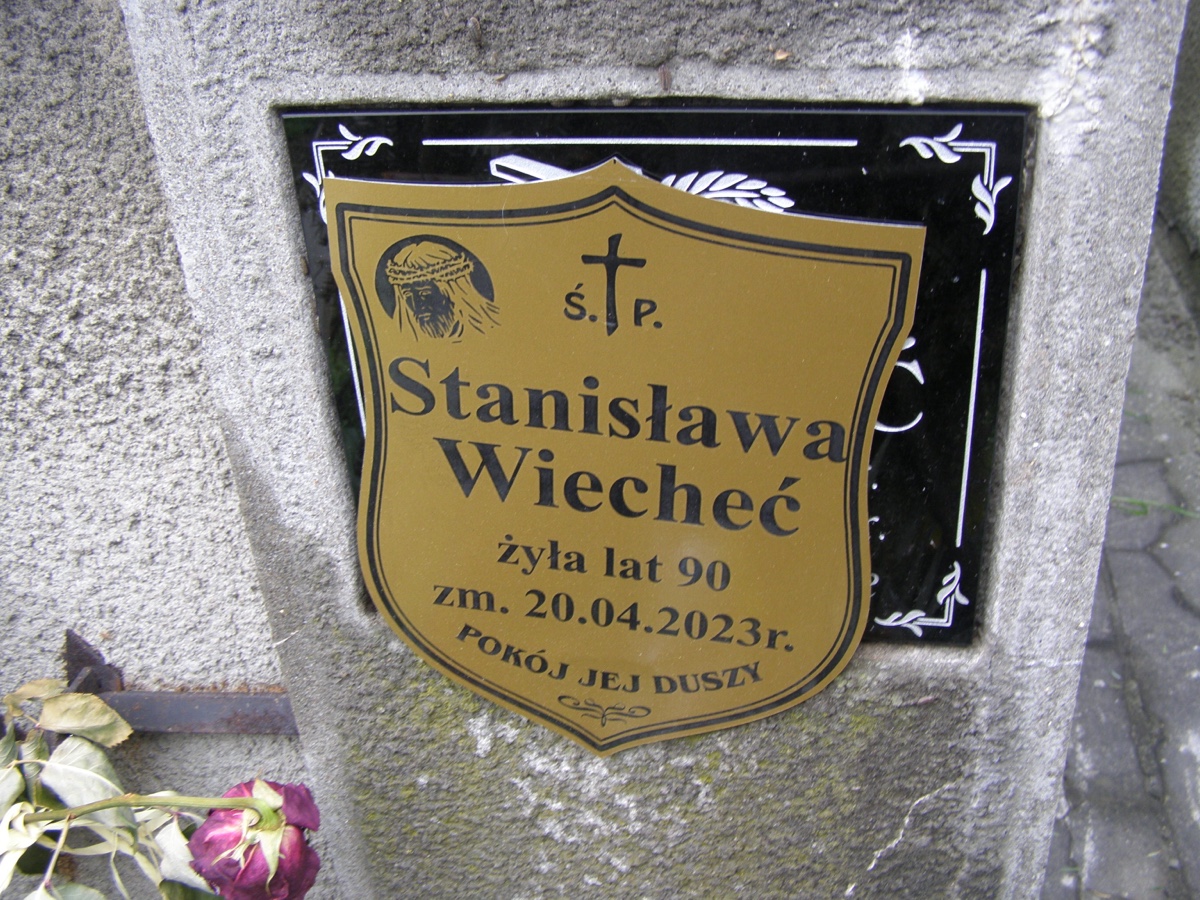 Ś. P.
Stanisława
Wiecheć
żyła lat 90
zm. 20.04.2023r.
POKÓJ JEJ DUSZY